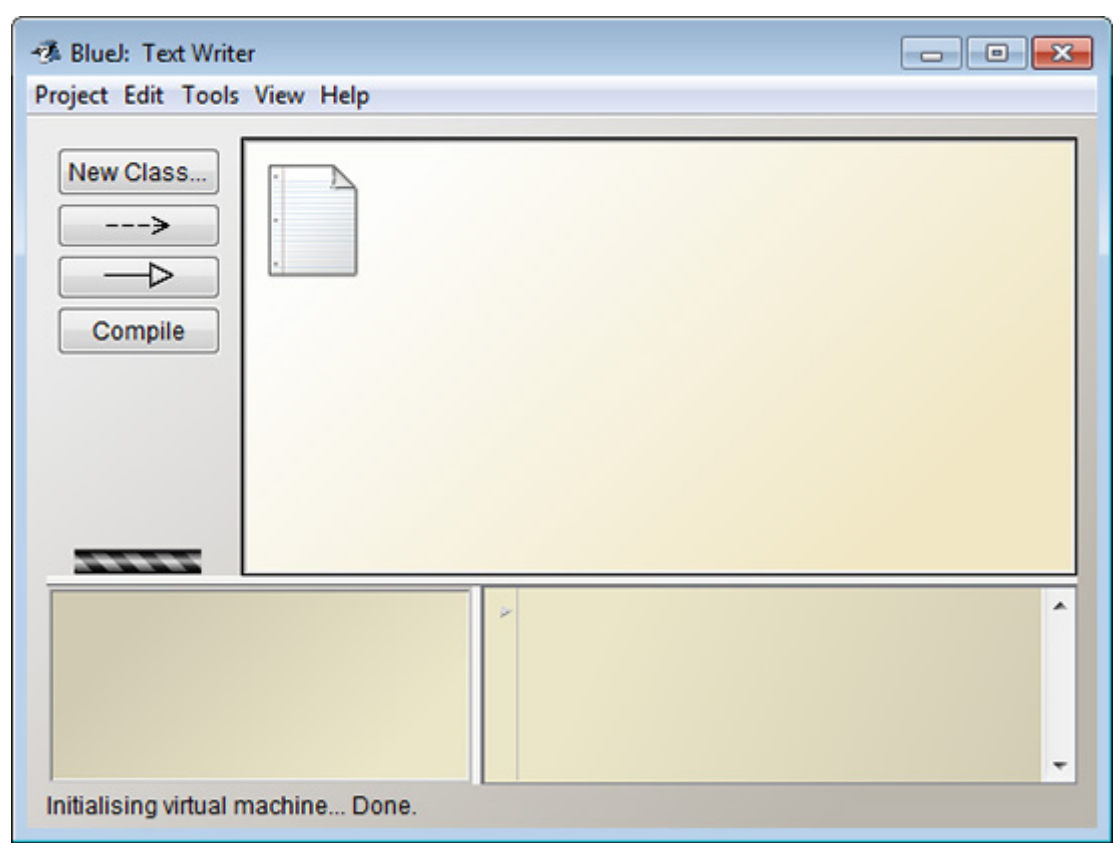 BlueJ: Text Writer
Project Edit Tools View Help
New Class...
Compile
Initialising virtual machine... Done.